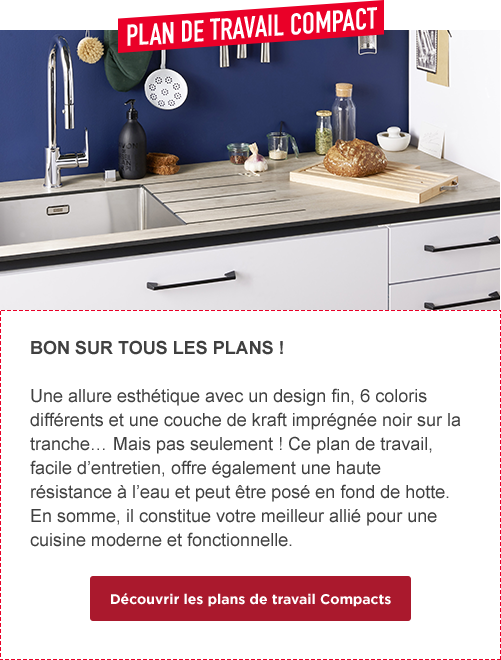 PLAN DE TRAVAIL COMPACT
BON SUR TOUS LES PLANS !
Une allure esthétique avec un design fin, 6 coloris
différents et une couche de kraft imprégnée noir sur la
tranche… Mais pas seulement ! Ce plan de travail,
facile d’entretien, offre également une haute
résistance à l’eau et peut être posé en fond de hotte.
En somme, il constitue votre meilleur allié pour une
cuisine moderne et fonctionnelle.
Découvrir les plans de travail Compacts